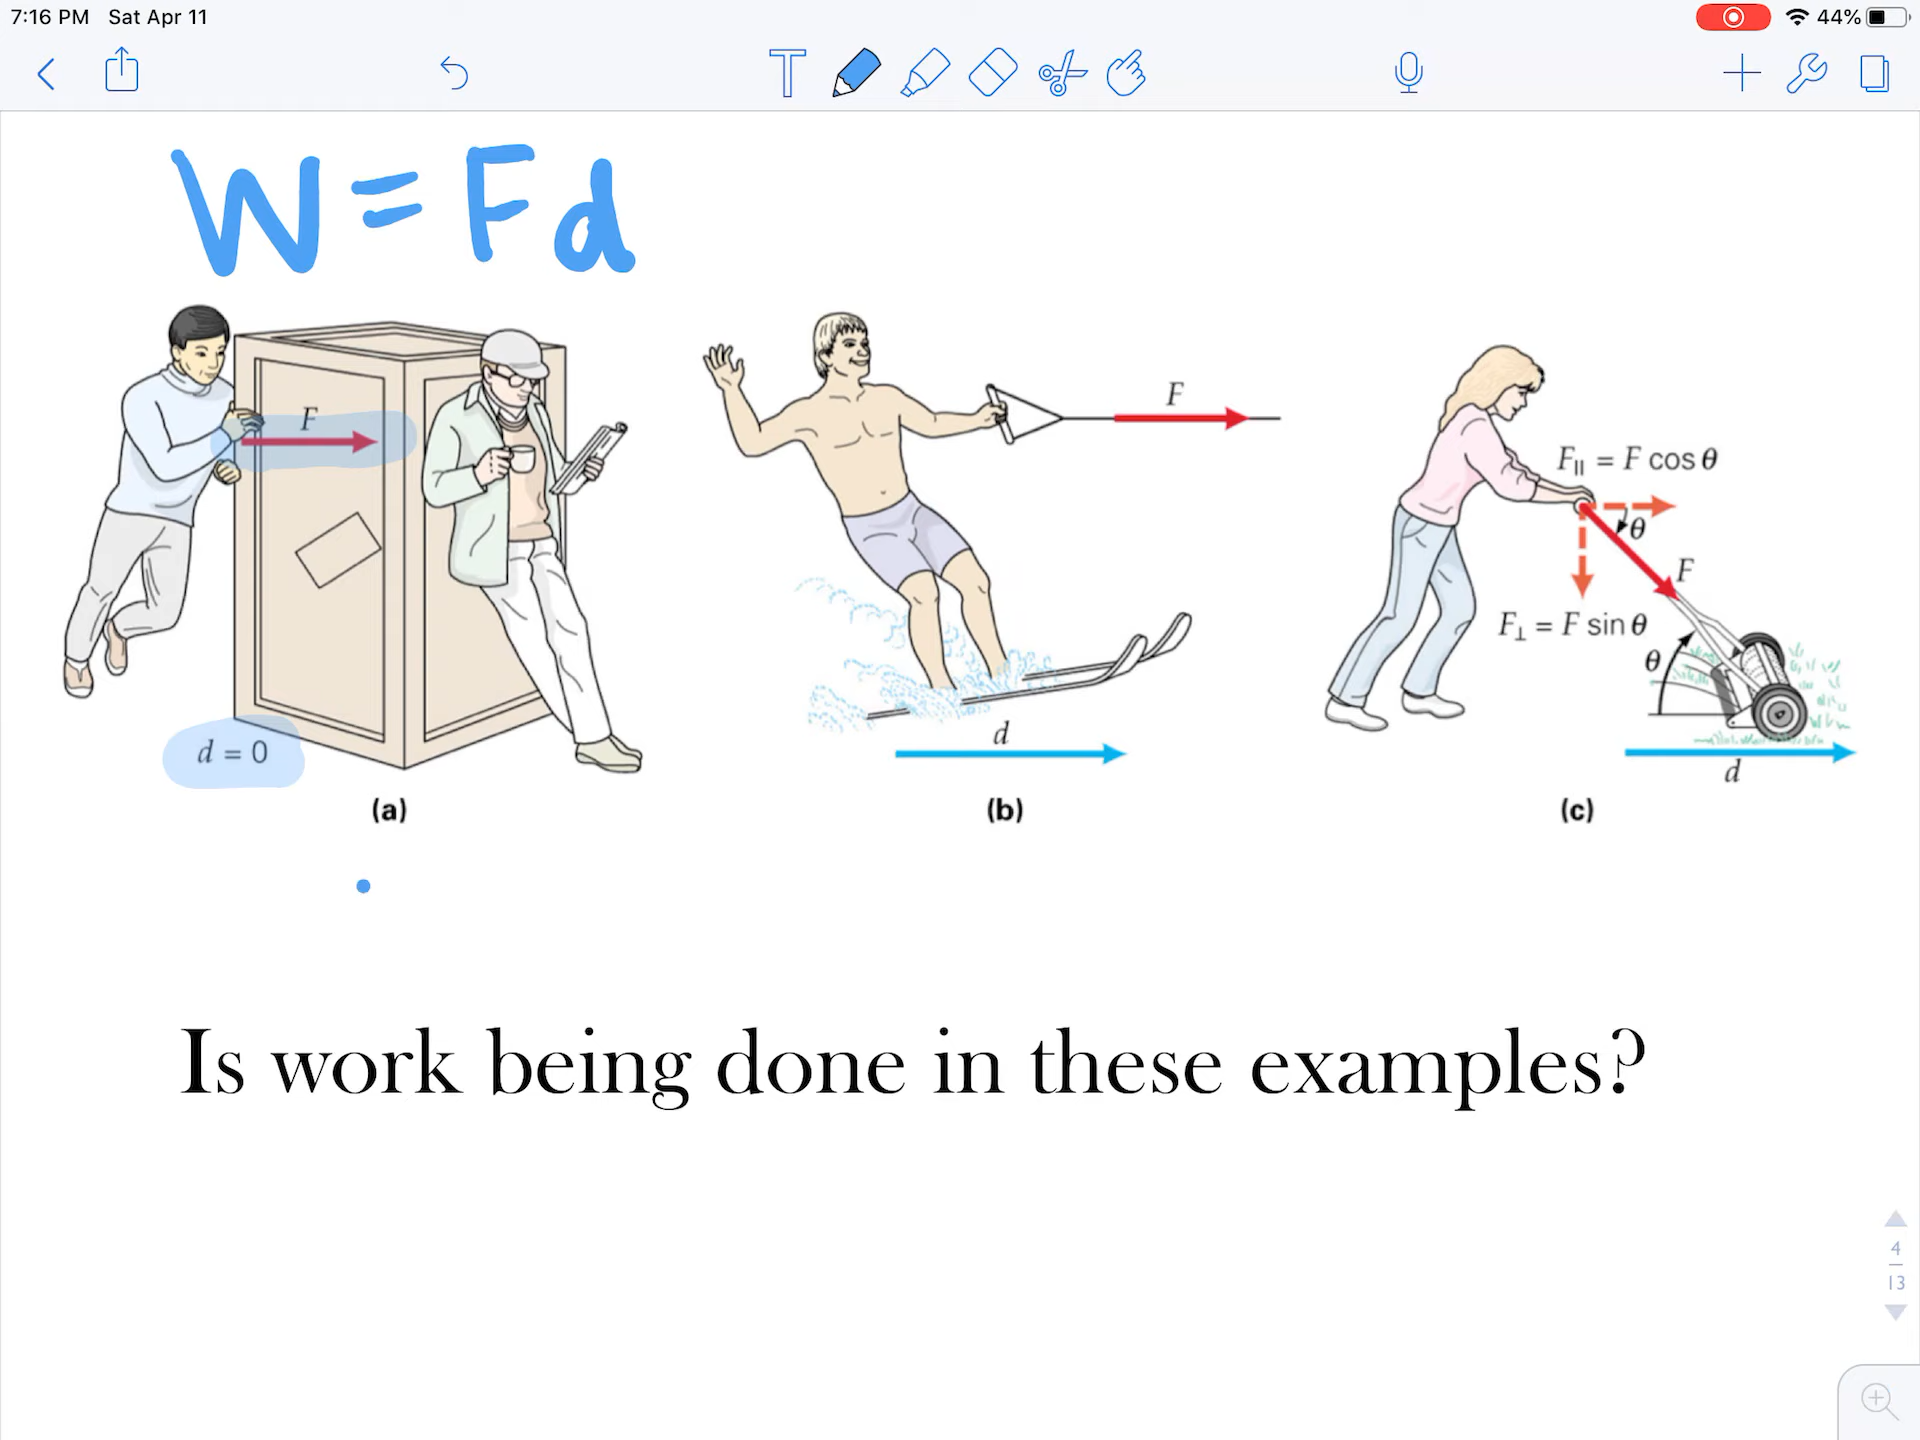 7:16 PM Sat Apr 11
44%
T
W = Fd
F
d = 0
(a)
F
d
(b)
F|| = F cos θ
θ
F
F⊥ = F sin θ
θ
d
(c)
Is work being done in these examples?
4
13